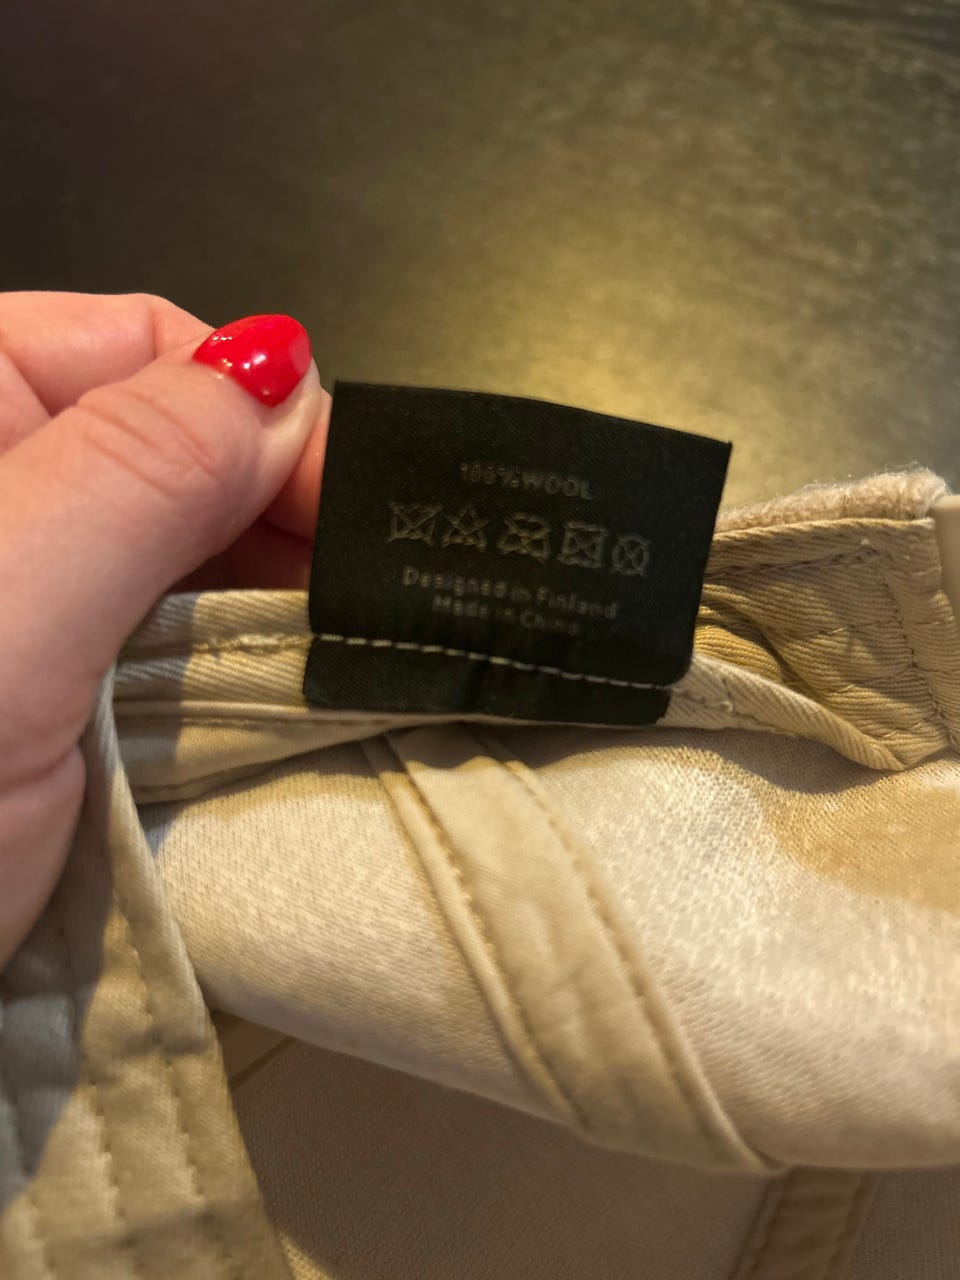 100% WOOL
Designed in Finland
Made in China